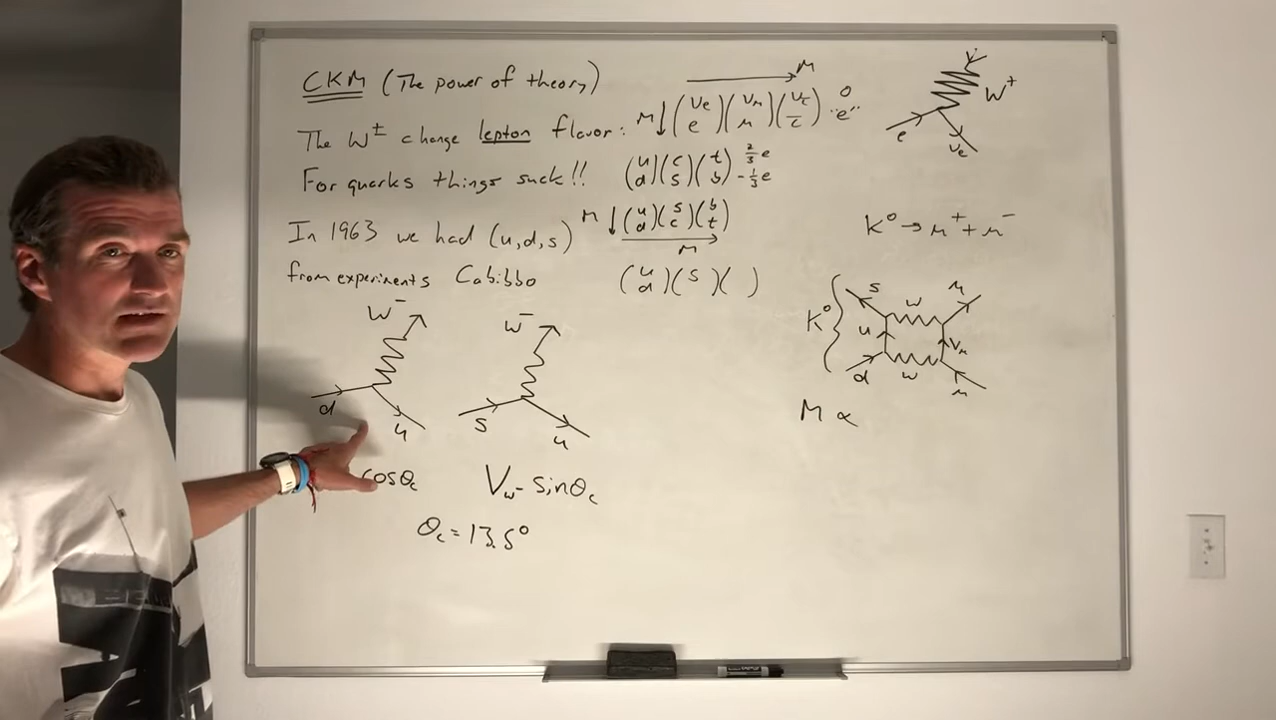 CKM (The power of theory)
M
The W± change lepton flavor: M↓ (νe e)(νμ μ)(ντ τ) 0 "e"
For quarks things suck!! (u d)(c s)(t b) 2/3 e -1/3 e
In 1963 we had (u,d,s) M↓ (u d)(s c)(b t)
M
from experiments Cabibbo (u d)(s )( )
e W+ νe
K⁰ → μ⁺ + μ⁻
W⁻ d u
W⁻ s u
K⁰ { s w μ
u νμ
d w μ
M ∝
cosθc
Vw- sinθc
θc = 13.5°